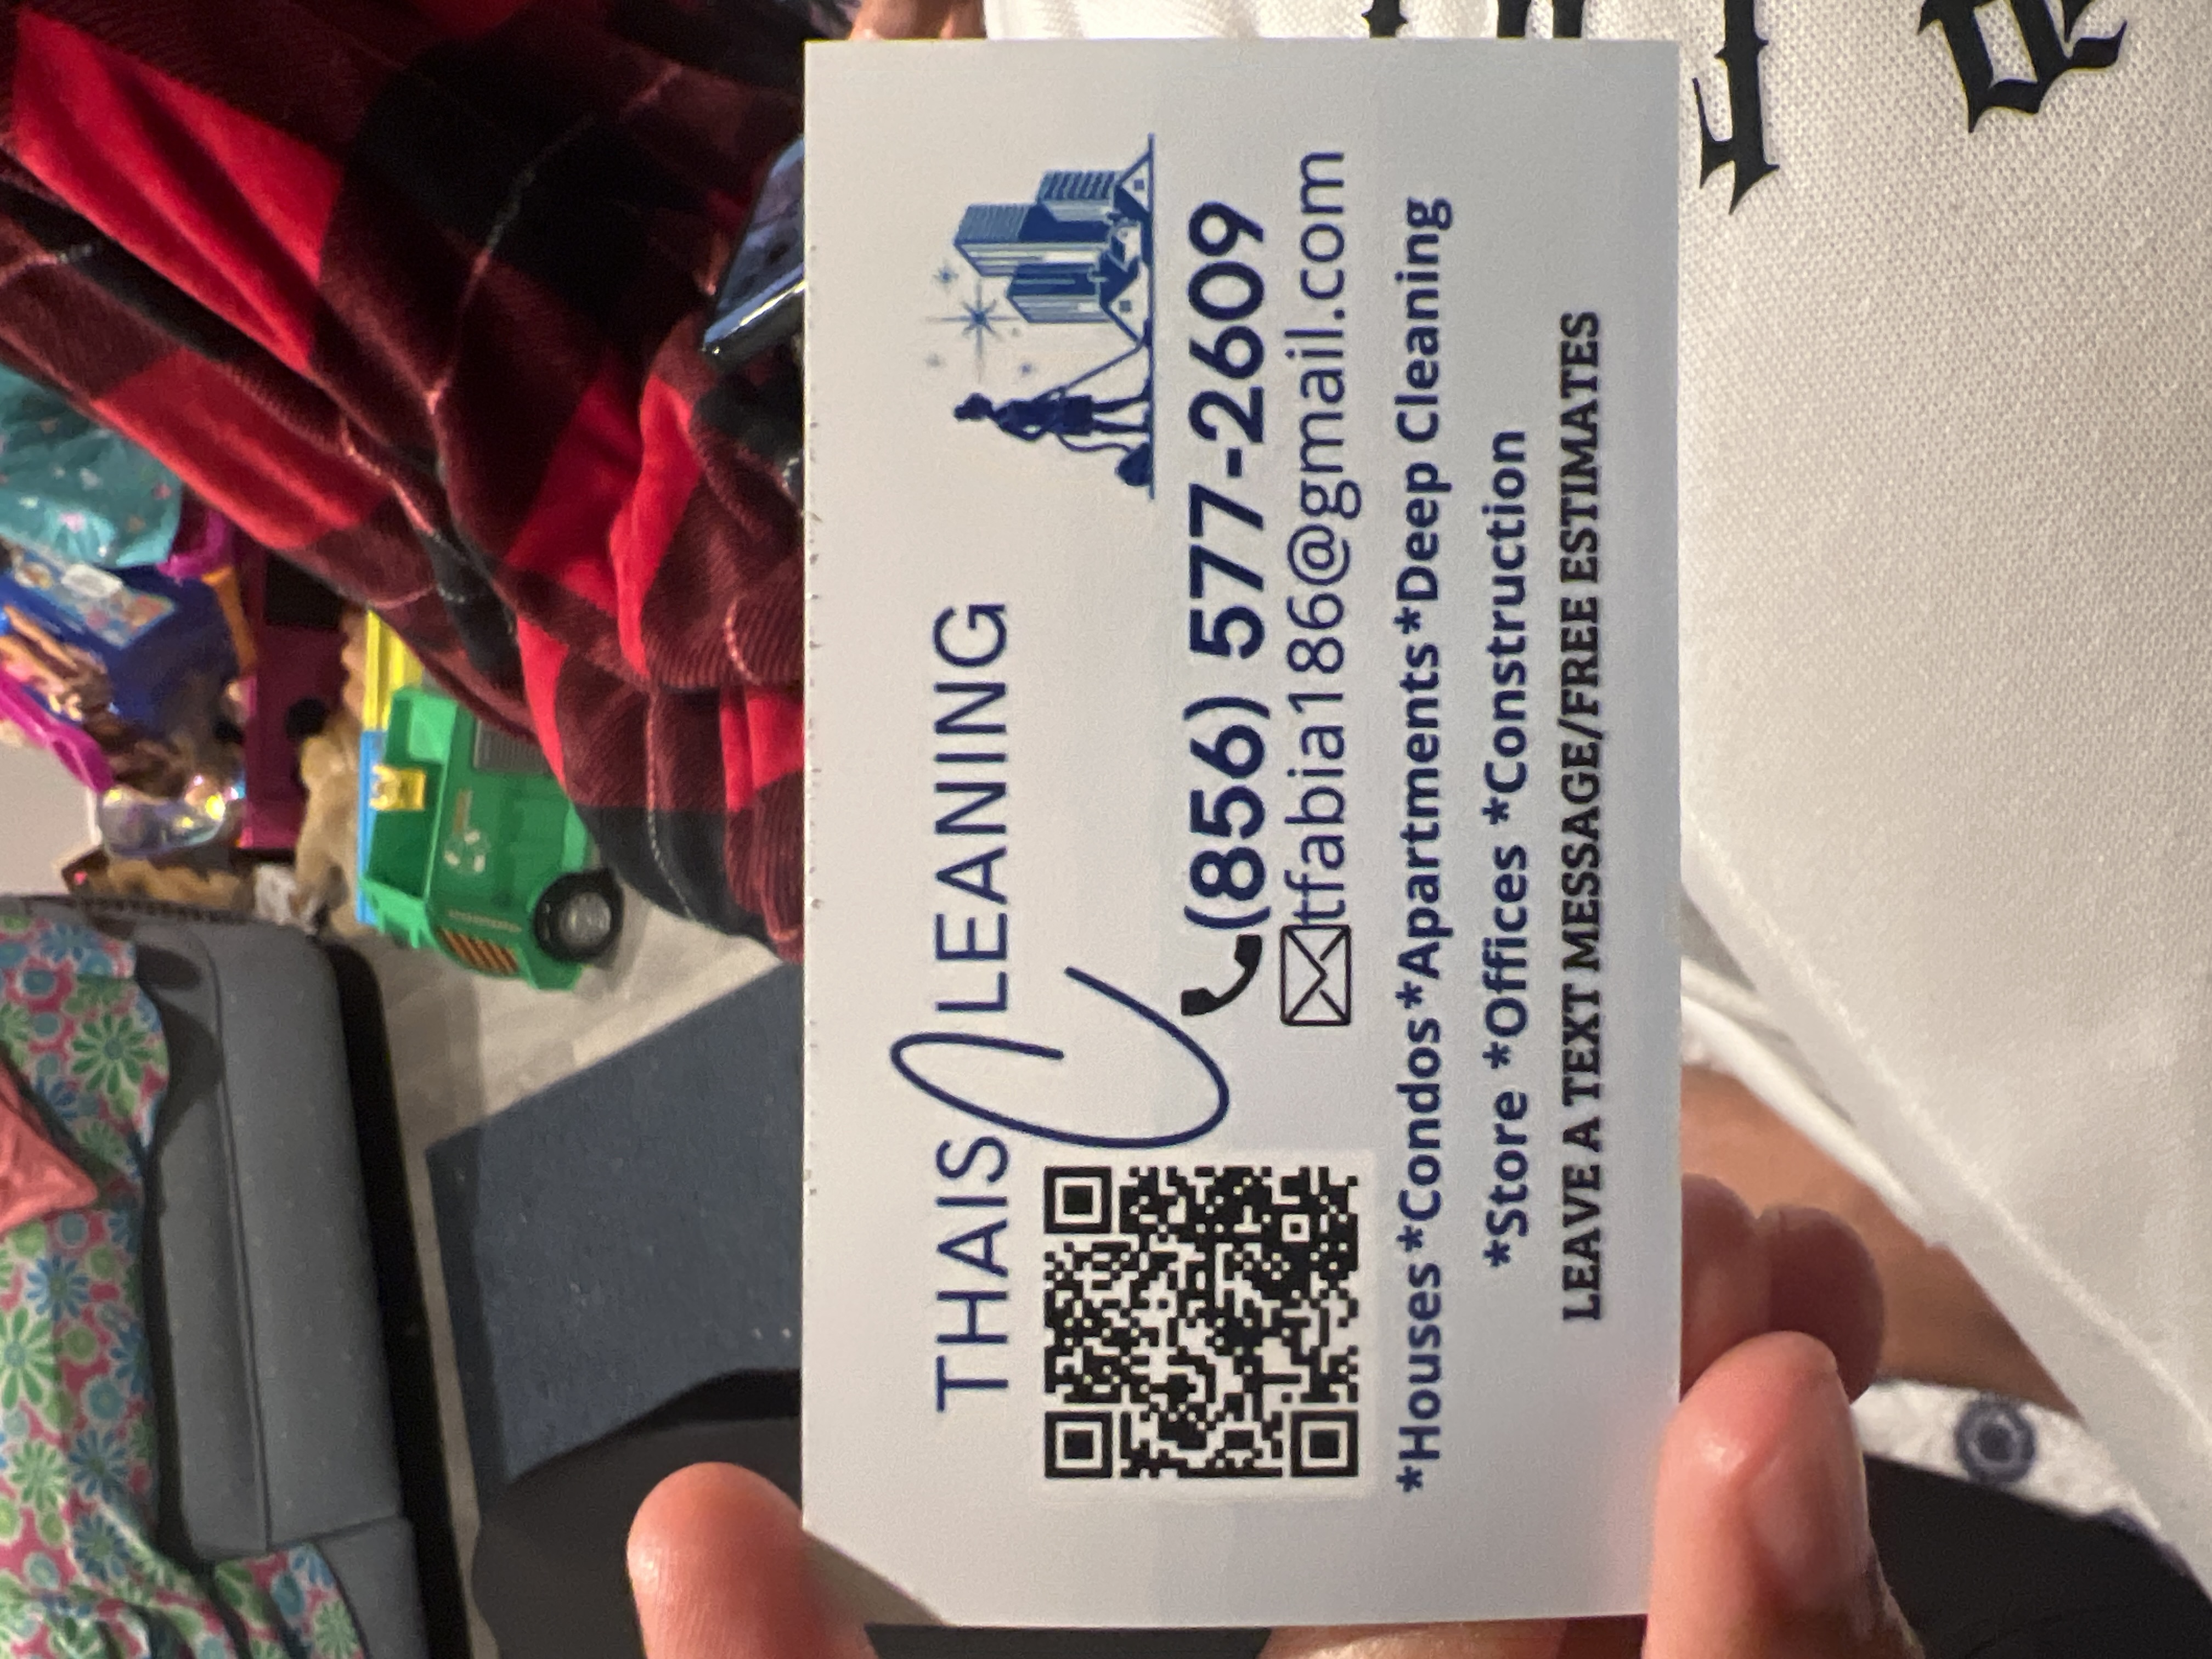 THAIS CLEANING
(856) 577-2609
tfabia186@gmail.com
*Houses *Condos *Apartments *Deep Cleaning
*Store *Offices *Construction
LEAVE A TEXT MESSAGE/FREE ESTIMATES